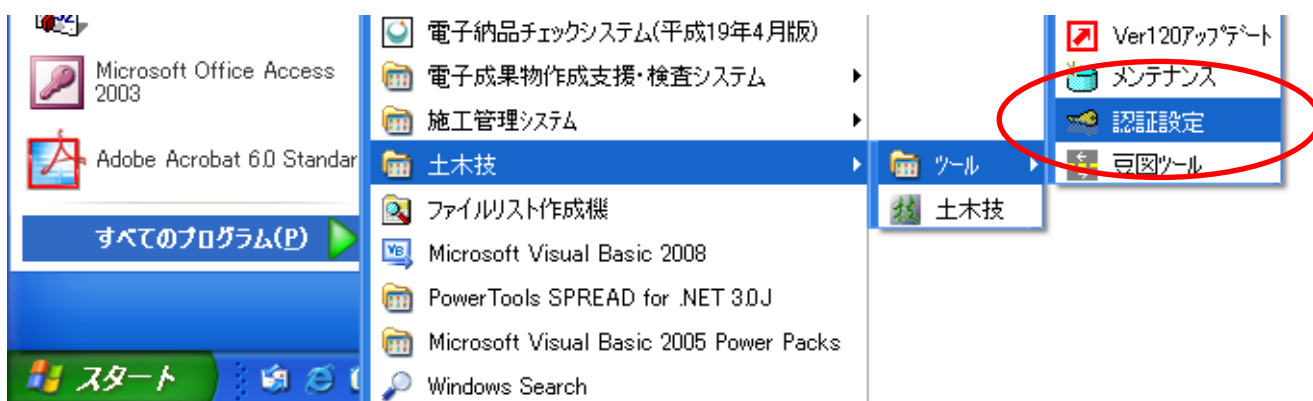 Microsoft Office Access
2003
Adobe Acrobat 6.0 Standar
すべてのプログラム(P)
スタート
電子納品チェックシステム(平成19年4月版)
電子成果物作成支援・検査システム
施工管理システム
土木技
ファイルリスト作成機
Microsoft Visual Basic 2008
PowerTools SPREAD for .NET 3.0J
Microsoft Visual Basic 2005 Power Packs
Windows Search
ツール
土木技
Ver120アップデート
メンテナンス
認証設定
豆図ツール